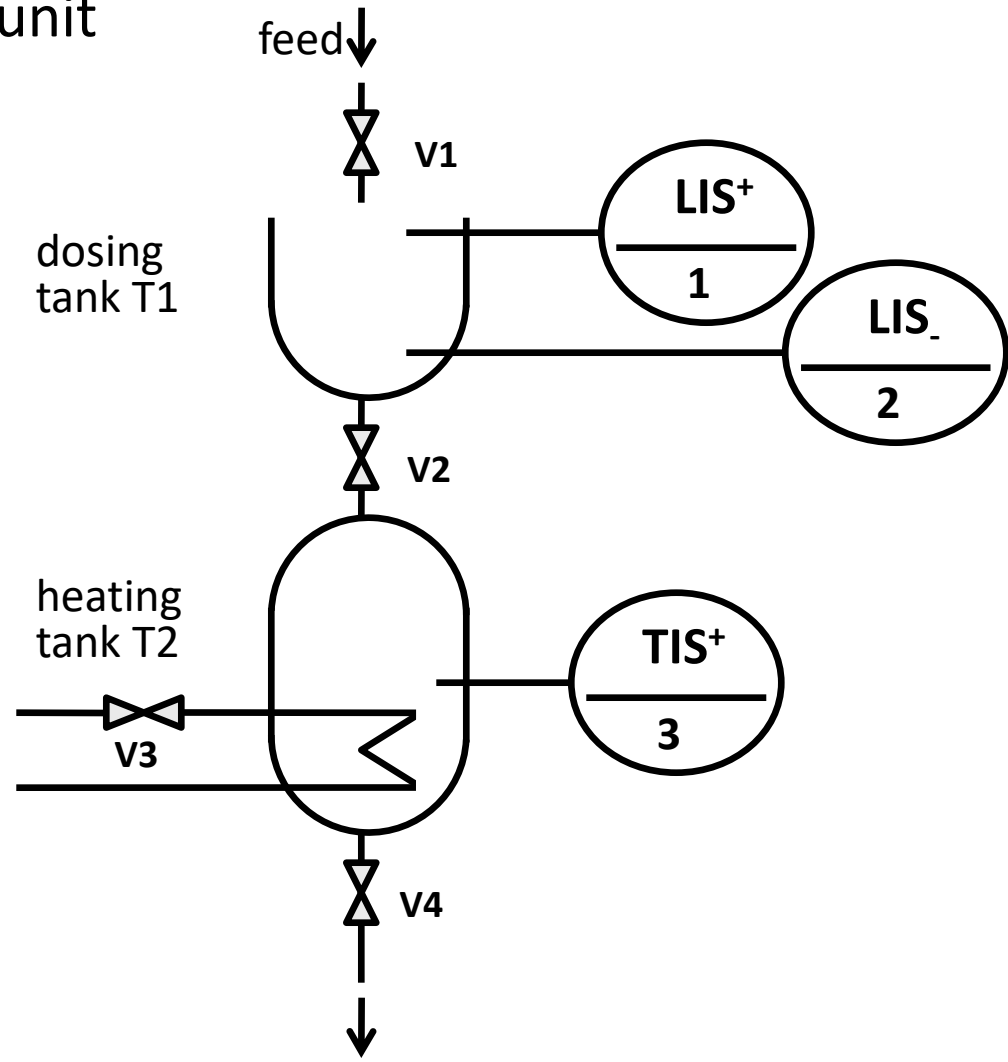 unit
feed
V1
LIS+
1
dosing
tank T1
LIS-
2
V2
heating
tank T2
TIS+
3
V3
V4